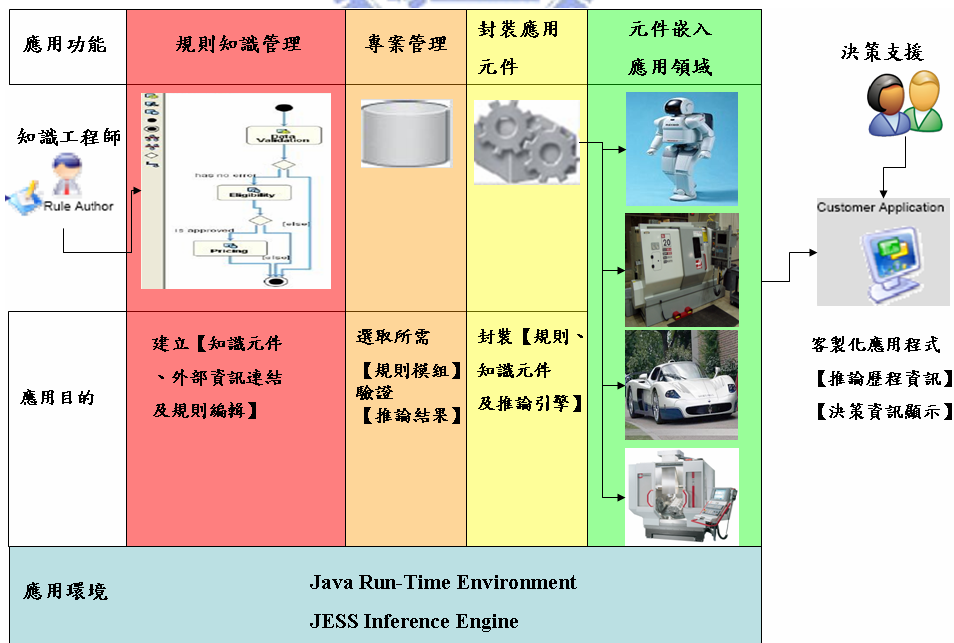 應用功能
規則知識管理
專案管理
封裝應用
元件
元件嵌入
應用領域
決策支援
知識工程師
Rule Author
Data
Validation
has no error
Eligibility
[else]
is approved
Pricing
[else]
20
Customer Application
應用目的
建立【知識元件
、外部資訊連結
及規則編輯】
選取所需
【規則模組】
驗證
【推論結果】
封裝【規則、
知識元件
及推論引擎】
客製化應用程式
【推論歷程資訊】
【決策資訊顯示】
應用環境
Java Run-Time Environment
JESS Inference Engine